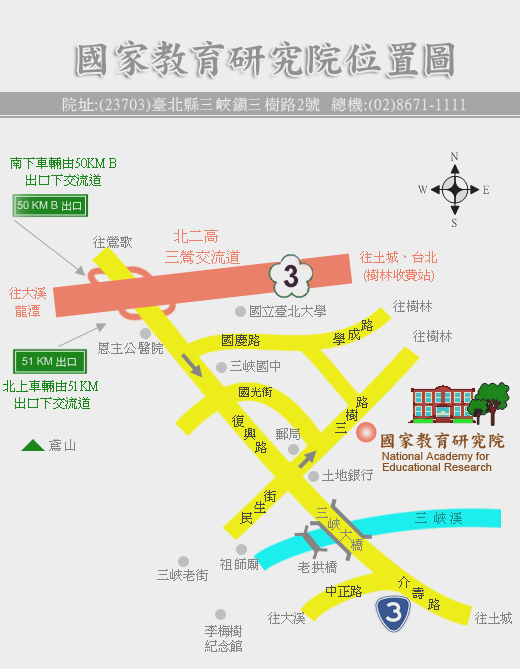 國家教育研究院位置圖
院址:(23703)臺北縣三峽鎮三樹路2號 總機:(02)8671-1111
南下車輛由50KM B
出口下交流道
50 KM B 出口
N
W
E
S
往鶯歌
北二高
三鶯交流道
往土城、台北
(樹林收費站)
3
往大溪
龍潭
國立臺北大學
往樹林
學成路
往樹林
恩主公醫院
國慶路
51 KM 出口
北上車輛由51KM
出口下交流道
三峽國中
國光街
復興路
郵局
三樹路
國家教育研究院
National Academy for
Educational Research
鳶山
土地銀行
民生街
三峽大橋
三峽溪
祖師廟
老拱橋
三峽老街
中正路
介壽路
3
往大溪
往土城
李梅樹
紀念館